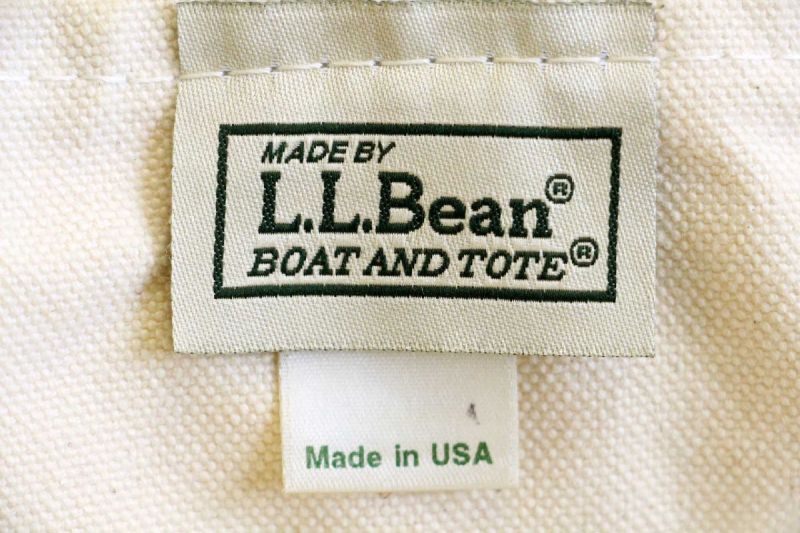 MADE BY
L.L.Bean®
BOAT AND TOTE®
Made in USA